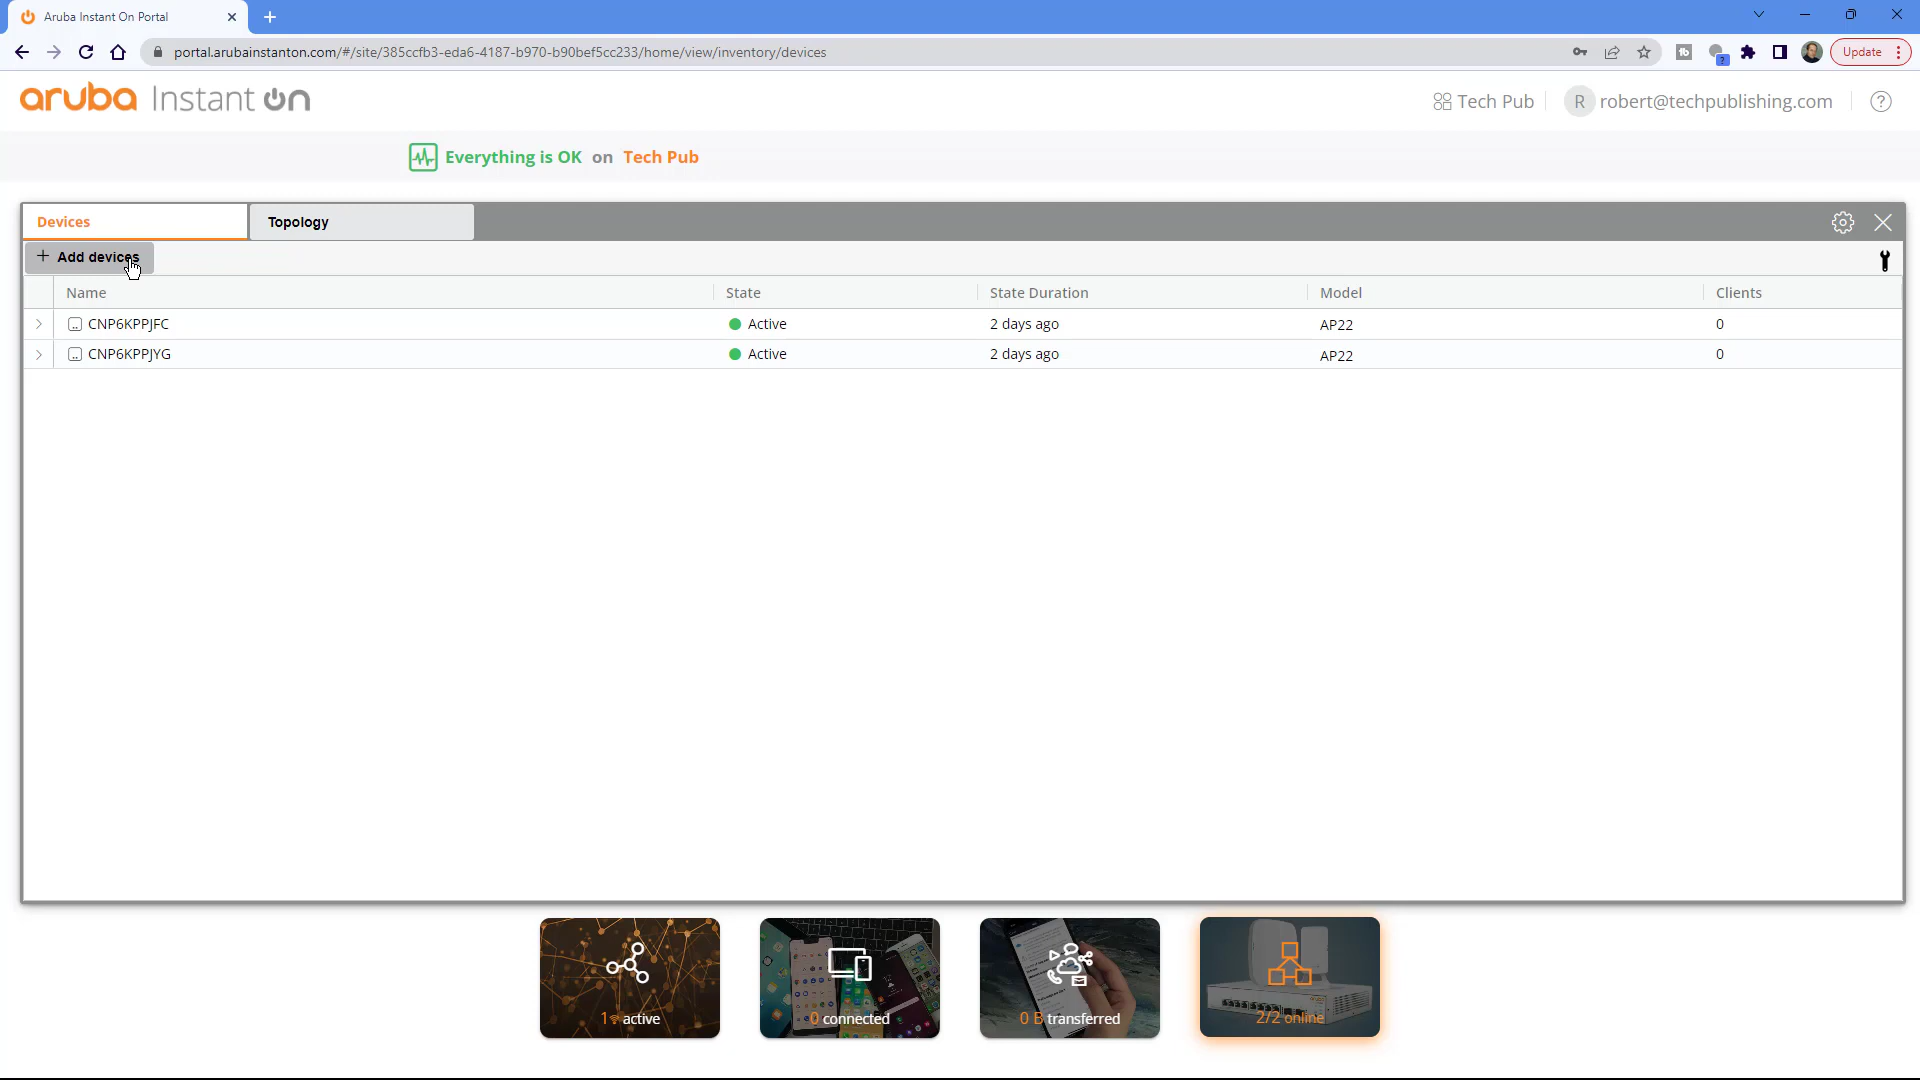 Aruba Instant On Portal
portal.arubainstanton.com/#/site/385ccfb3-eda6-4187-b970-b90bef5cc233/home/view/inventory/devices
Update
aruba Instant On
Tech Pub
R robert@techpublishing.com
Everything is OK on Tech Pub
Devices
Topology
+ Add devices
Name State State Duration Model Clients
CNP6KPPJFC Active 2 days ago AP22 0
CNP6KPPJYG Active 2 days ago AP22 0
1 active
0 connected
0 B transferred
2/2 online